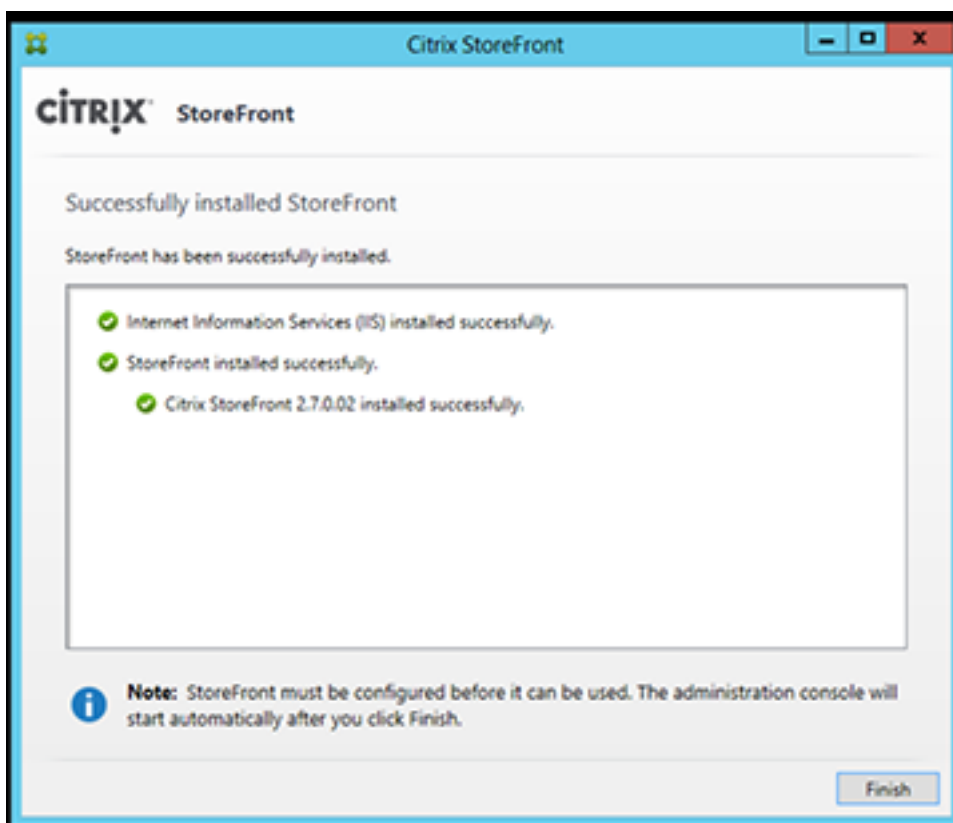 Citrix StoreFront
CİTRIX StoreFront
Successfully installed StoreFront
StoreFront has been successfully installed.
Internet Information Services (IIS) installed successfully.
StoreFront installed successfully.
Citrix StoreFront 2.7.0.02 installed successfully.
Note: StoreFront must be configured before it can be used. The administration console will
start automatically after you click Finish.
Finish